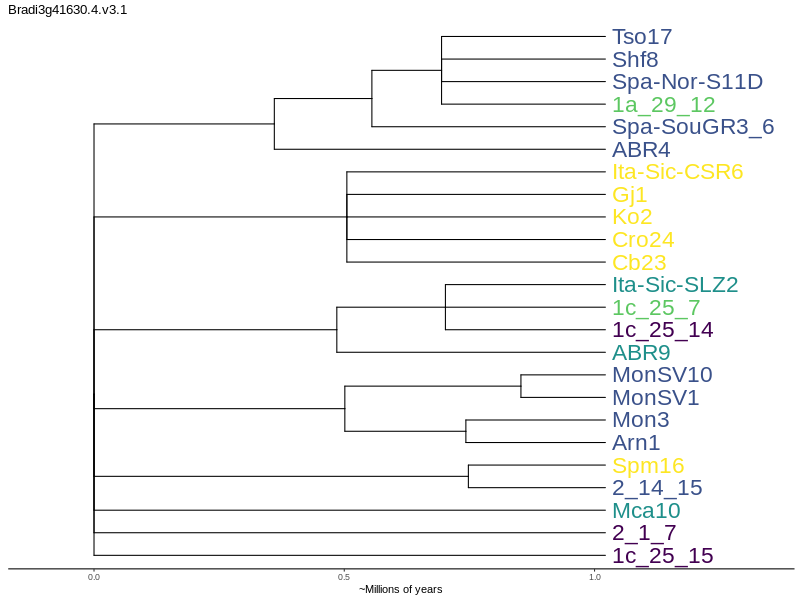 Bradi3g41630.4.v3.1
Tso17
Shf8
Spa-Nor-S11D
1a_29_12
Spa-SouGR3_6
ABR4
Ita-Sic-CSR6
Gj1
Ko2
Cro24
Cb23
Ita-Sic-SLZ2
1c_25_7
1c_25_14
ABR9
MonSV10
MonSV1
Mon3
Arn1
Spm16
2_14_15
Mca10
2_1_7
1c_25_15
0.0 0.5 1.0
~Millions of years